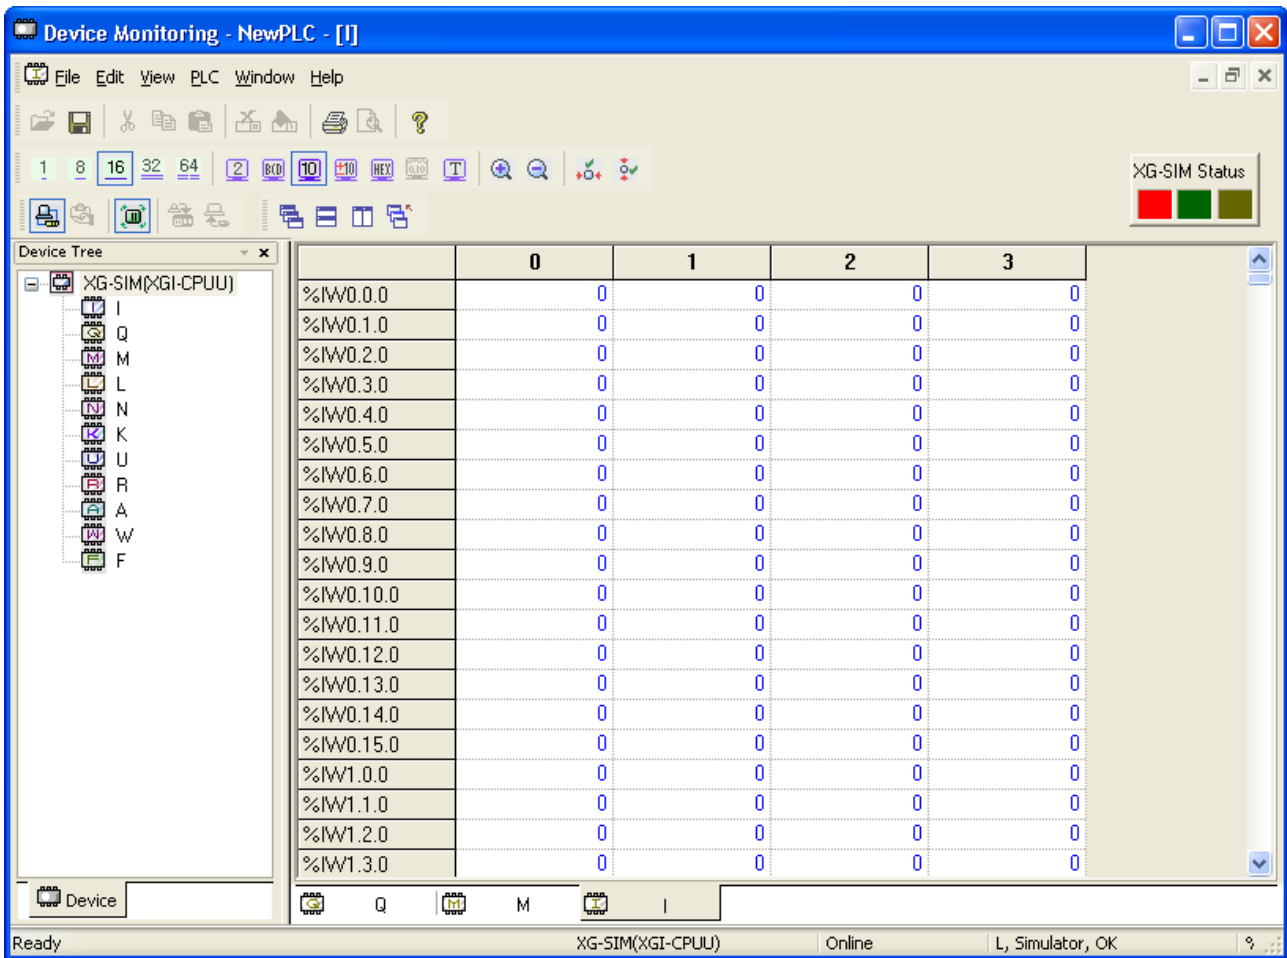 Device Monitoring - NewPLC - [I]
File Edit View PLC Window Help
1 8 16 32 64 2 BCD 10 ±10 HEX T
XG-SIM Status
Device Tree
XG-SIM(XGI-CPUU)
I
Q
M
L
N
K
U
R
A
W
F
Device
0 1 2 3
%IW0.0.0 0 0 0 0
%IW0.1.0 0 0 0 0
%IW0.2.0 0 0 0 0
%IW0.3.0 0 0 0 0
%IW0.4.0 0 0 0 0
%IW0.5.0 0 0 0 0
%IW0.6.0 0 0 0 0
%IW0.7.0 0 0 0 0
%IW0.8.0 0 0 0 0
%IW0.9.0 0 0 0 0
%IW0.10.0 0 0 0 0
%IW0.11.0 0 0 0 0
%IW0.12.0 0 0 0 0
%IW0.13.0 0 0 0 0
%IW0.14.0 0 0 0 0
%IW0.15.0 0 0 0 0
%IW1.0.0 0 0 0 0
%IW1.1.0 0 0 0 0
%IW1.2.0 0 0 0 0
%IW1.3.0 0 0 0 0
Q M I
Ready XG-SIM(XGI-CPUU) Online L, Simulator, OK